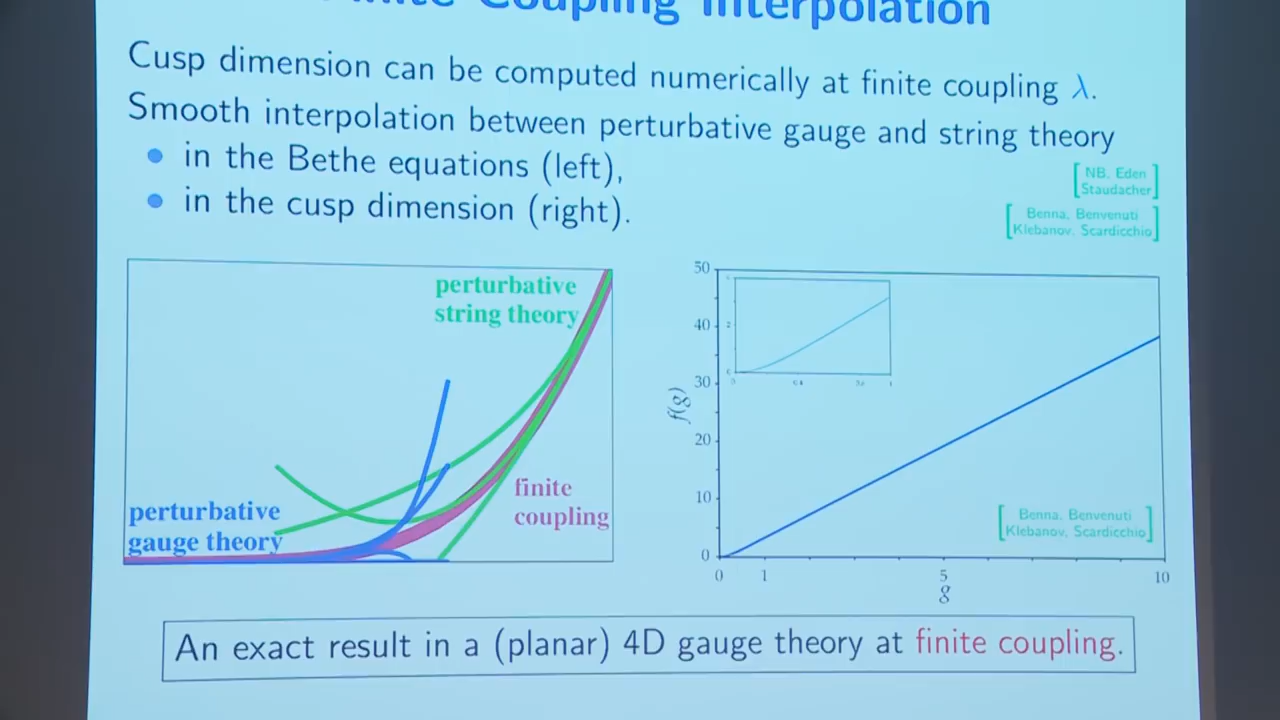 Finite Coupling Interpolation
Cusp dimension can be computed numerically at finite coupling λ.
Smooth interpolation between perturbative gauge and string theory
• in the Bethe equations (left),
• in the cusp dimension (right).
[NB, Eden
Staudacher]
[Benna, Benvenuti
Klebanov, Scardicchio]
perturbative
string theory
perturbative
gauge theory
finite
coupling
50
40
30
20
10
0
f(g)
0 1 5 10
g
[Benna, Benvenuti
Klebanov, Scardicchio]
An exact result in a (planar) 4D gauge theory at finite coupling.